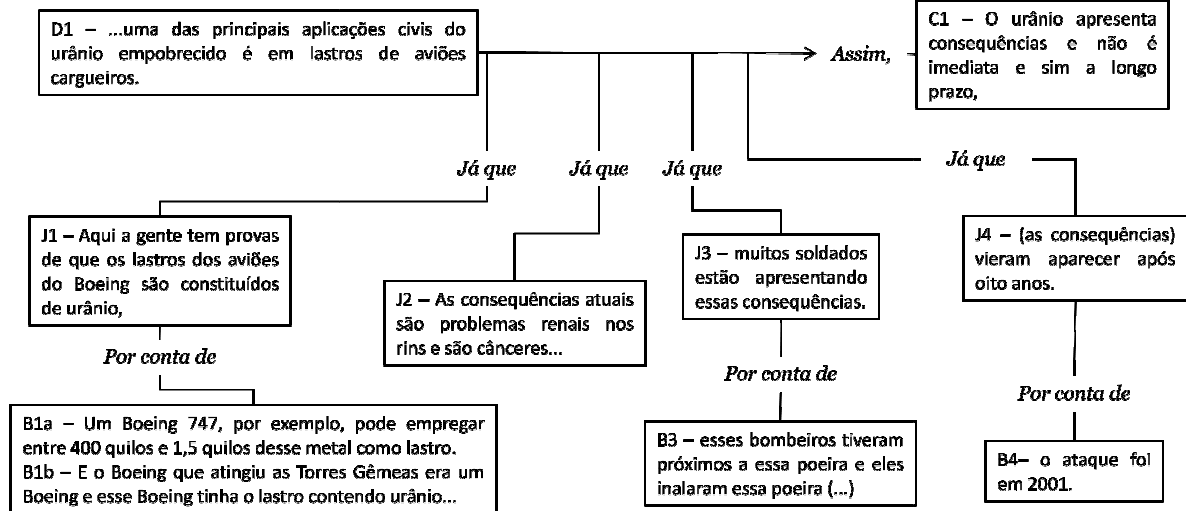 D1 – ...uma das principais aplicações civis do
urânio empobrecido é em lastros de aviões
cargueiros.
Assim,
C1 – O urânio apresenta
consequências e não é
imediata e sim a longo
prazo,
Já que
Já que
Já que
Já que
J1 – Aqui a gente tem provas
de que os lastros dos aviões
do Boeing são constituídos
de urânio,
J2 – As consequências atuais
são problemas renais nos
rins e são cânceres...
J3 – muitos soldados
estão apresentando
essas consequências.
J4 – (as consequências)
vieram aparecer após
oito anos.
Por conta de
Por conta de
Por conta de
B1a – Um Boeing 747, por exemplo, pode empregar
entre 400 quilos e 1,5 quilos desse metal como lastro.
B1b – E o Boeing que atingiu as Torres Gêmeas era um
Boeing e esse Boeing tinha o lastro contendo urânio...
B3 – esses bombeiros tiveram
próximos a essa poeira e eles
inalaram essa poeira (...)
B4– o ataque foi
em 2001.